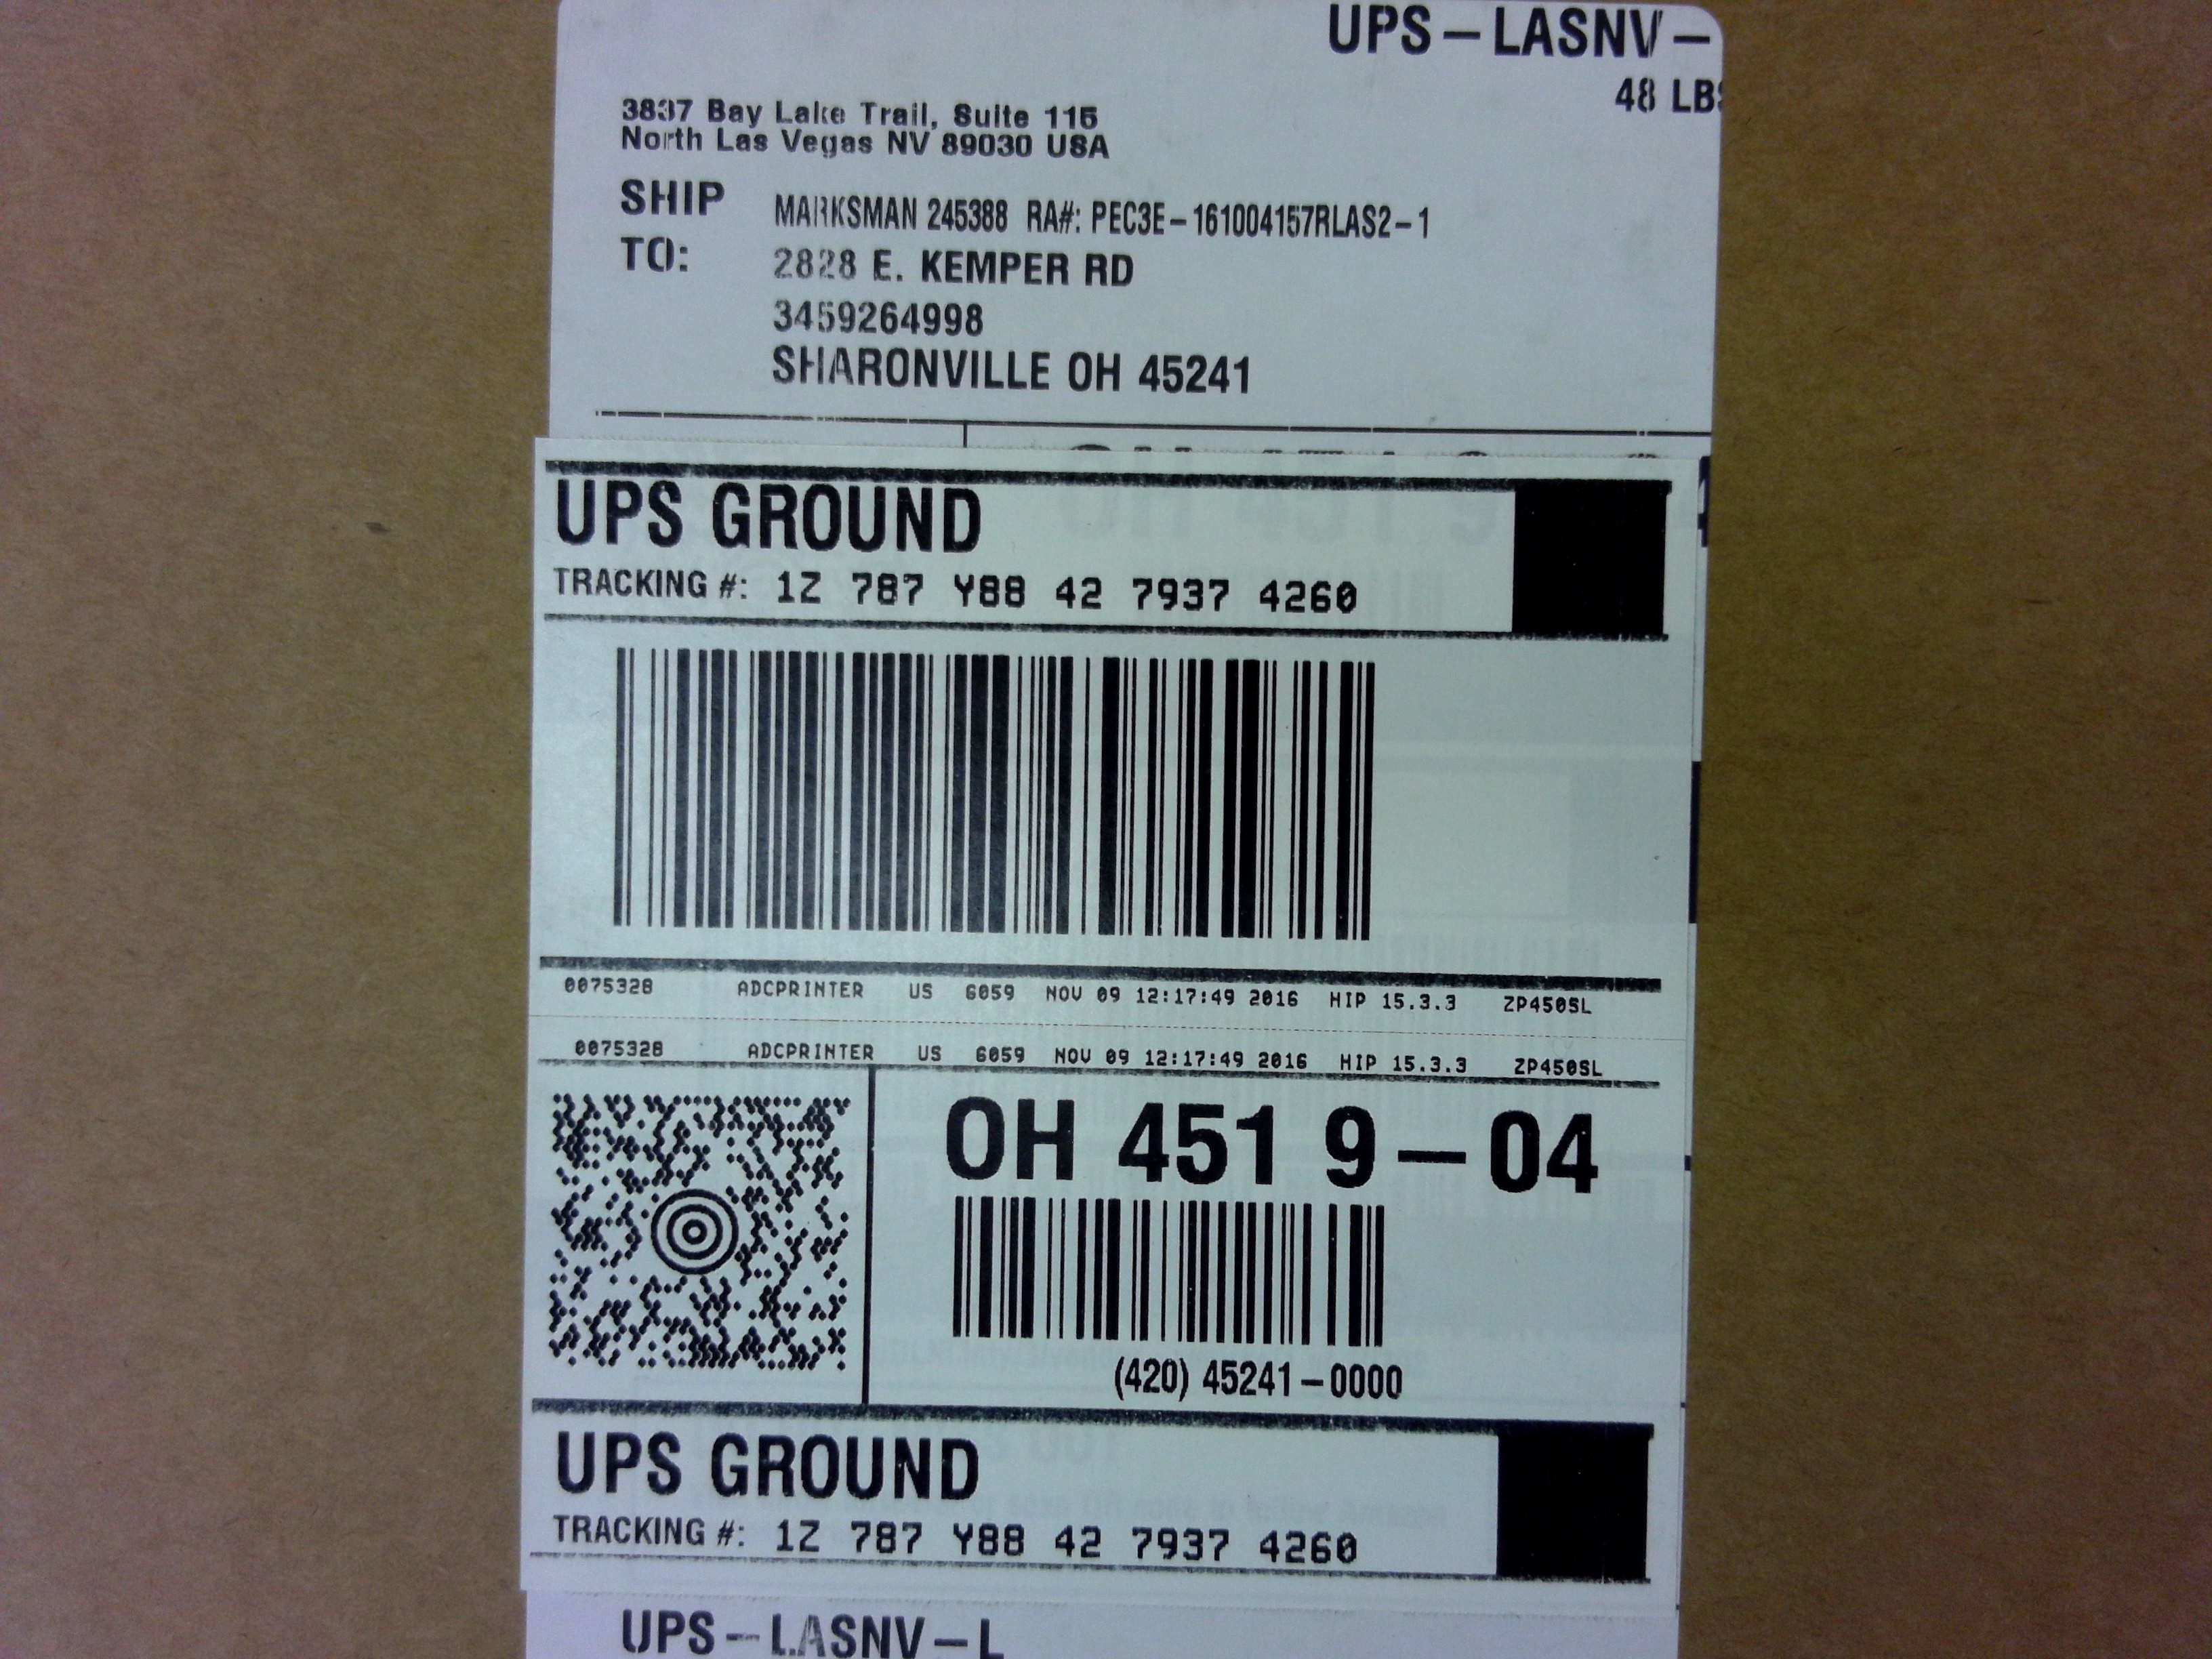 UPS-LASNV-
48 LBS
3837 Bay Lake Trail, Suite 115
North Las Vegas NV 89030 USA
SHIP TO:
MARKSMAN 245388 RA#: PEC3E-161004157RLAS2-1
2828 E. KEMPER RD
3459264998
SHARONVILLE OH 45241
UPS GROUND
TRACKING #: 1Z 787 Y88 42 7937 4260
0075328 ADCPRINTER US 6059 NOV 09 12:17:49 2016 HIP 15.3.3 ZP450SL
0075328 ADCPRINTER US 6059 NOV 09 12:17:49 2016 HIP 15.3.3 ZP450SL
OH 451 9-04
(420) 45241-0000
UPS GROUND
TRACKING #: 1Z 787 Y88 42 7937 4260
UPS-LASNV-L